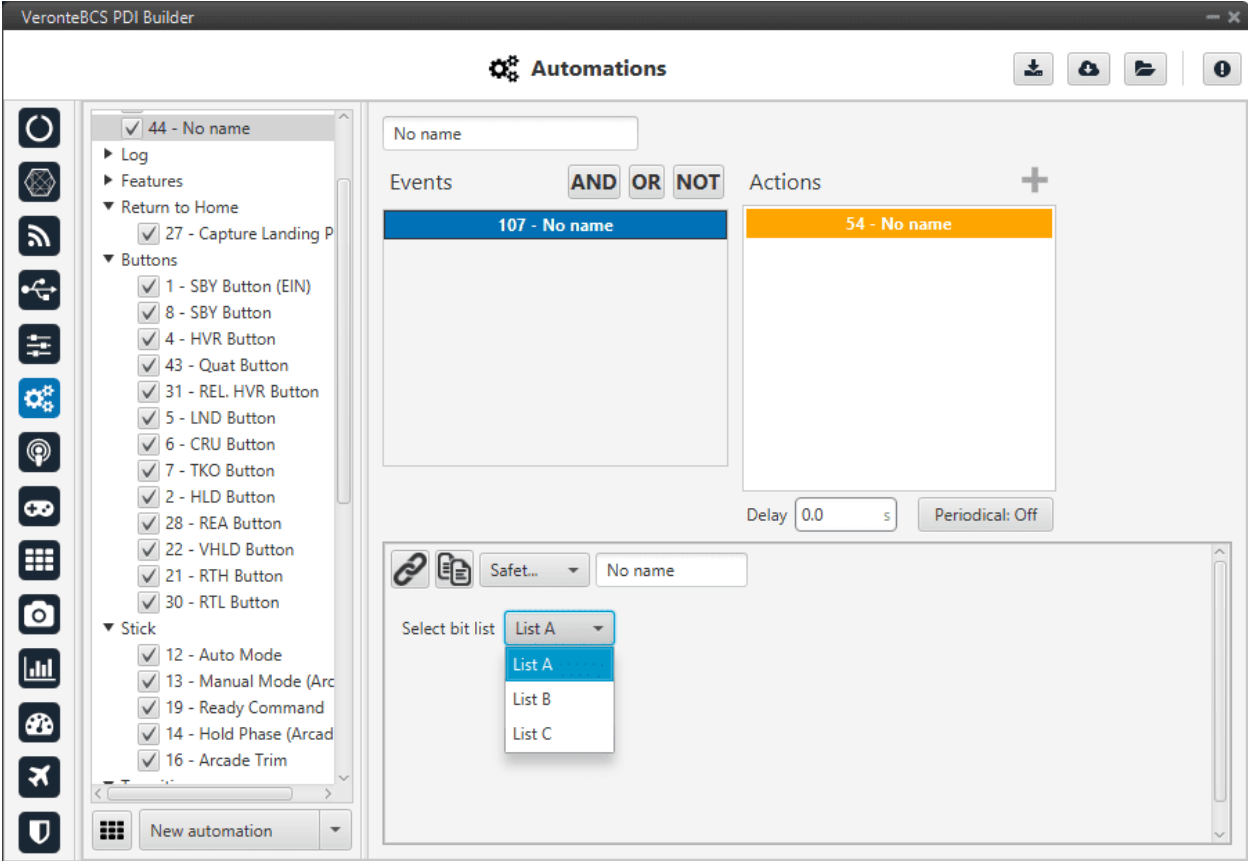 VeronteBCS PDI Builder
Automations
44 - No name
Log
Features
Return to Home
27 - Capture Landing P
Buttons
1 - SBY Button (EIN)
8 - SBY Button
4 - HVR Button
43 - Quat Button
31 - REL. HVR Button
5 - LND Button
6 - CRU Button
7 - TKO Button
2 - HLD Button
28 - REA Button
22 - VHLD Button
21 - RTH Button
30 - RTL Button
Stick
12 - Auto Mode
13 - Manual Mode (Arc
19 - Ready Command
14 - Hold Phase (Arcad
16 - Arcade Trim
New automation
No name
Events AND OR NOT
107 - No name
Actions
54 - No name
Delay 0.0 s Periodical: Off
Safet... No name
Select bit list List A
List A
List B
List C